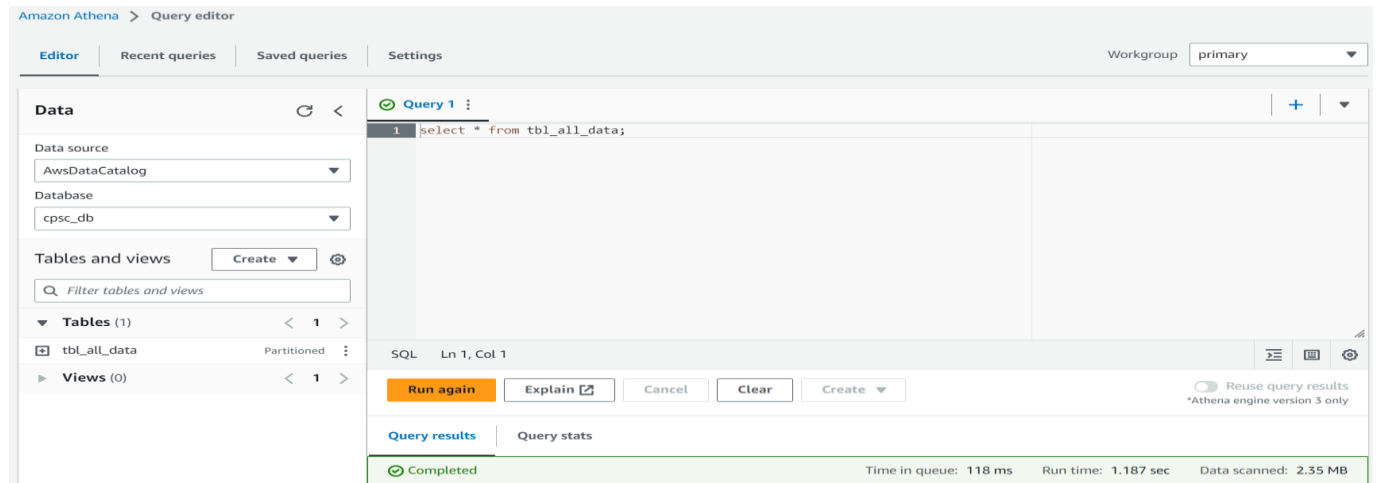 Amazon Athena > Query editor
Editor Recent queries Saved queries Settings Workgroup primary
Data
Data source
AwsDataCatalog
Database
cpsc_db
Tables and views Create
Filter tables and views
Tables (1) < 1 >
tbl_all_data Partitioned
Views (0) < 1 >
Query 1
1 select * from tbl_all_data;
SQL Ln 1, Col 1
Run again Explain Cancel Clear Create Reuse query results
*Athena engine version 3 only
Query results Query stats
Completed Time in queue: 118 ms Run time: 1.187 sec Data scanned: 2.35 MB